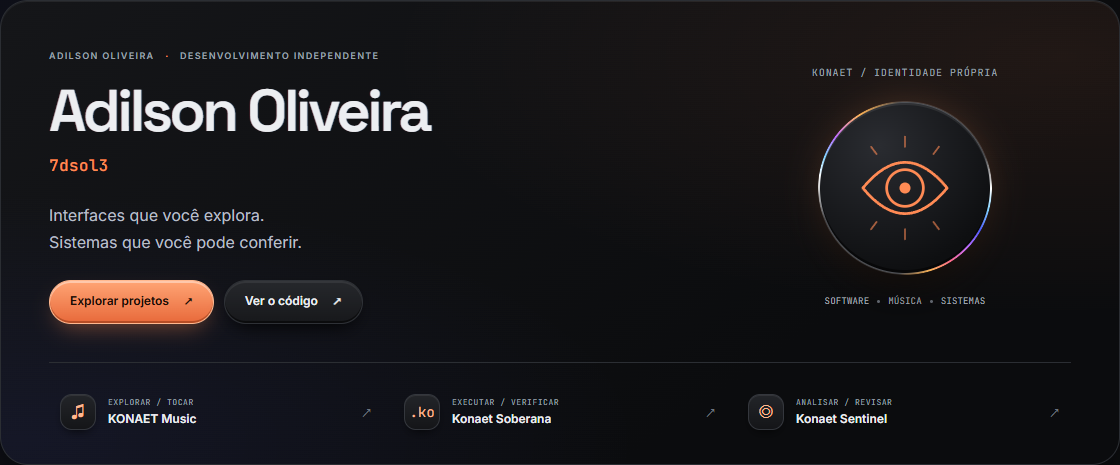 ADILSON OLIVEIRA · DESENVOLVIMENTO INDEPENDENTE
Adilson Oliveira
7dsol3
Interfaces que você explora.
Sistemas que você pode conferir.
Explorar projetos ↗
Ver o código ↗
KONAET / IDENTIDADE PRÓPRIA
SOFTWARE • MÚSICA • SISTEMAS
EXPLORAR / TOCAR
KONAET Music ↗
.ko
EXECUTAR / VERIFICAR
Konaet Soberana ↗
ANALISAR / REVISAR
Konaet Sentinel ↗